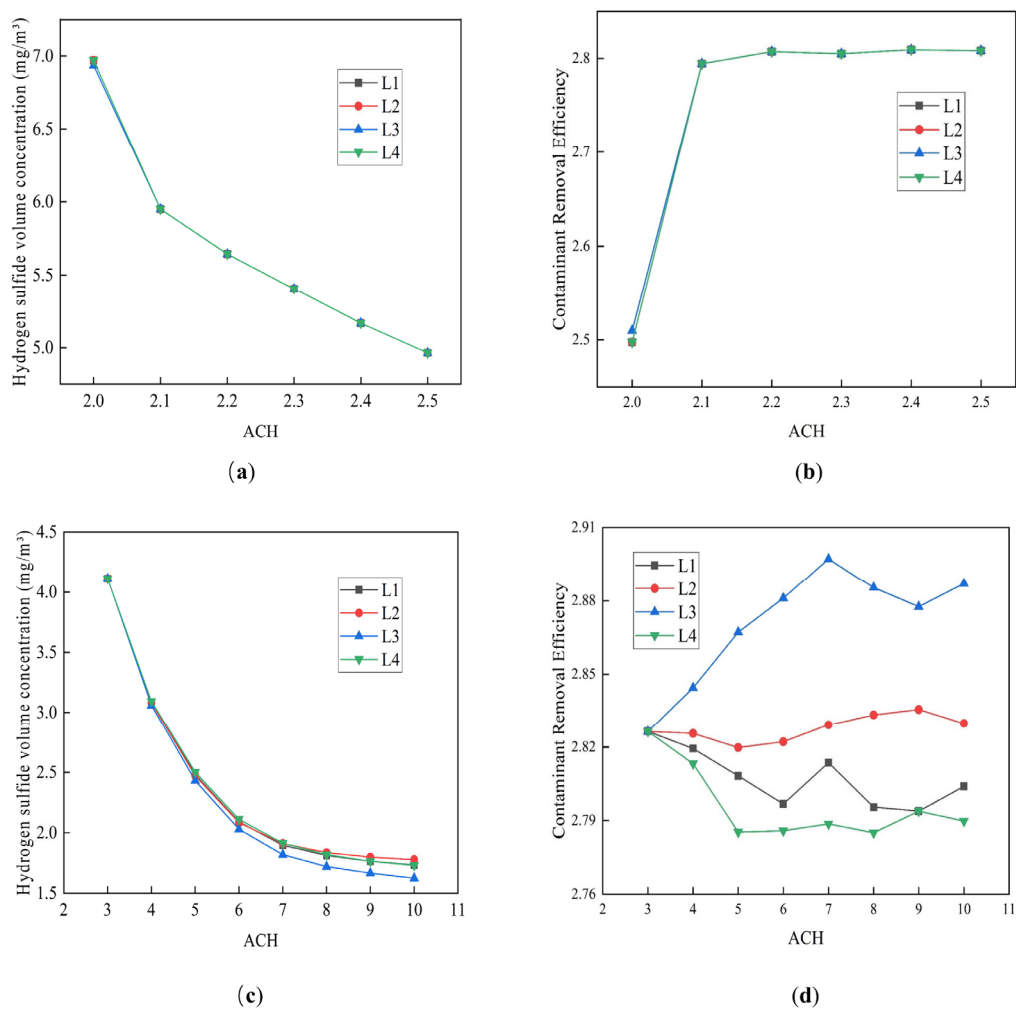 Hydrogen sulfide volume concentration (mg/m³)
7.0
6.5
6.0
5.5
5.0
2.0 2.1 2.2 2.3 2.4 2.5
ACH
L1
L2
L3
L4
(a)
Contaminant Removal Efficiency
2.8
2.7
2.6
2.5
2.0 2.1 2.2 2.3 2.4 2.5
ACH
L1
L2
L3
L4
(b)
Hydrogen sulfide volume concentration (mg/m³)
4.5
4.0
3.5
3.0
2.5
2.0
1.5
2 3 4 5 6 7 8 9 10 11
ACH
L1
L2
L3
L4
(c)
Contaminant Removal Efficiency
2.91
2.88
2.85
2.82
2.79
2.76
2 3 4 5 6 7 8 9 10 11
ACH
L1
L2
L3
L4
(d)